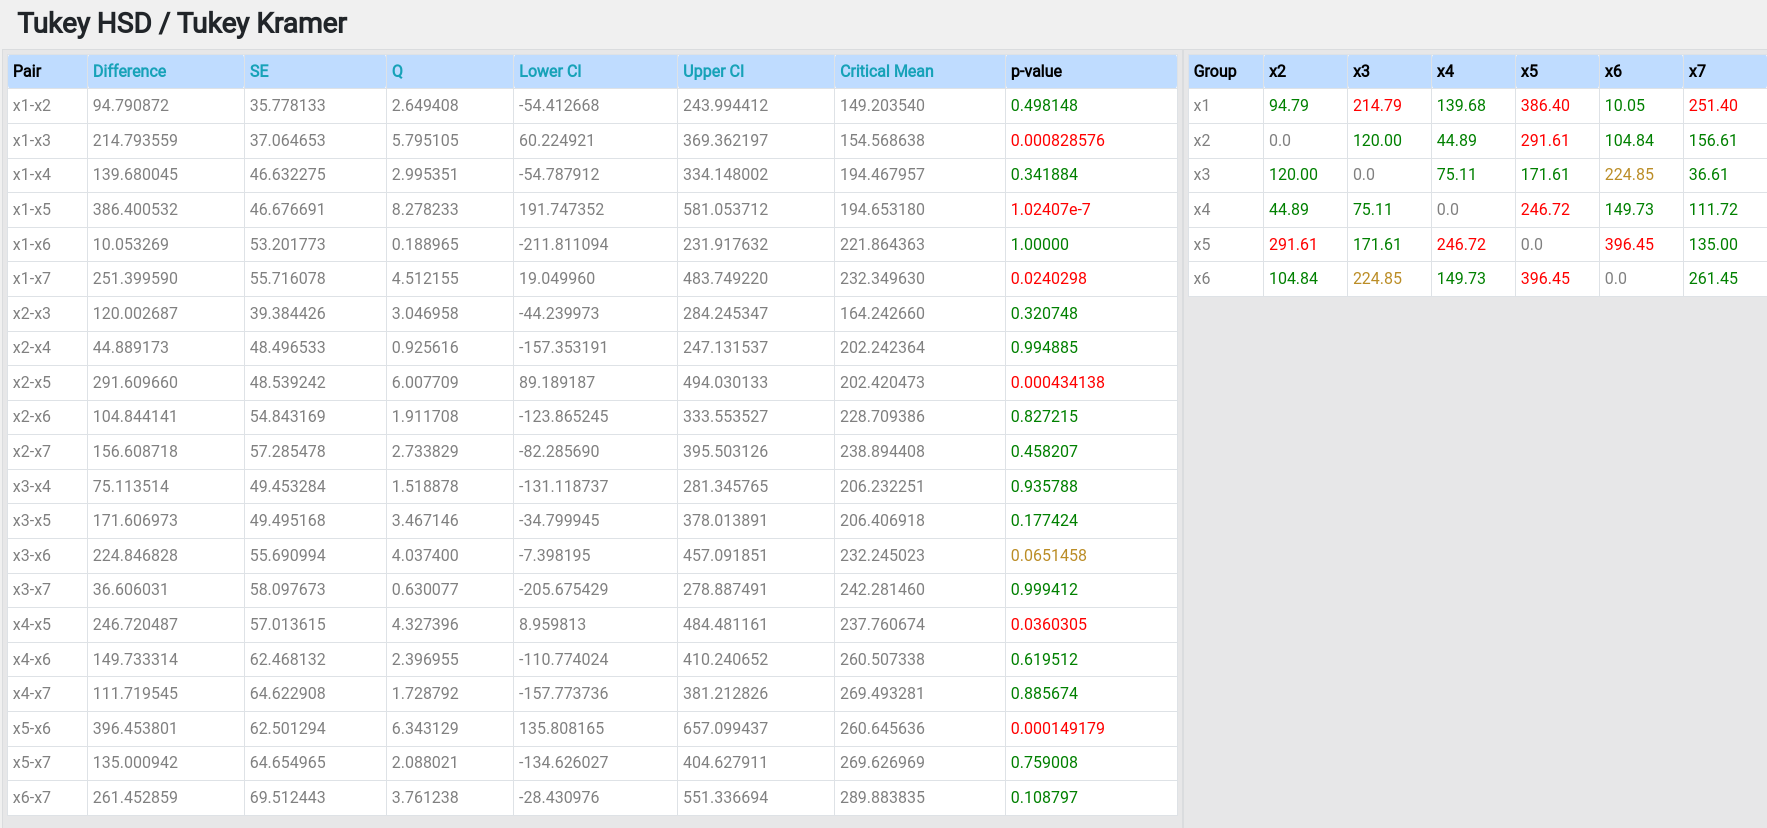 Tukey HSD / Tukey Kramer
Pair Difference SE Q Lower CI Upper CI Critical Mean p-value
x1-x2 94.790872 35.778133 2.649408 -54.412668 243.994412 149.203540 0.498148
x1-x3 214.793559 37.064653 5.795105 60.224921 369.362197 154.568638 0.000828576
x1-x4 139.680045 46.632275 2.995351 -54.787912 334.148002 194.467957 0.341884
x1-x5 386.400532 46.676691 8.278233 191.747352 581.053712 194.653180 1.02407e-7
x1-x6 10.053269 53.201773 0.188965 -211.811094 231.917632 221.864363 1.00000
x1-x7 251.399590 55.716078 4.512155 19.049960 483.749220 232.349630 0.0240298
x2-x3 120.002687 39.384426 3.046958 -44.239973 284.245347 164.242660 0.320748
x2-x4 44.889173 48.496533 0.925616 -157.353191 247.131537 202.242364 0.994885
x2-x5 291.609660 48.539242 6.007709 89.189187 494.030133 202.420473 0.000434138
x2-x6 104.844141 54.843169 1.911708 -123.865245 333.553527 228.709386 0.827215
x2-x7 156.608718 57.285478 2.733829 -82.285690 395.503126 238.894408 0.458207
x3-x4 75.113514 49.453284 1.518878 -131.118737 281.345765 206.232251 0.935788
x3-x5 171.606973 49.495168 3.467146 -34.799945 378.013891 206.406918 0.177424
x3-x6 224.846828 55.690994 4.037400 -7.398195 457.091851 232.245023 0.0651458
x3-x7 36.606031 58.097673 0.630077 -205.675429 278.887491 242.281460 0.999412
x4-x5 246.720487 57.013615 4.327396 8.959813 484.481161 237.760674 0.0360305
x4-x6 149.733314 62.468132 2.396955 -110.774024 410.240652 260.507338 0.619512
x4-x7 111.719545 64.622908 1.728792 -157.773736 381.212826 269.493281 0.885674
x5-x6 396.453801 62.501294 6.343129 135.808165 657.099437 260.645636 0.000149179
x5-x7 135.000942 64.654965 2.088021 -134.626027 404.627911 269.626969 0.759008
x6-x7 261.452859 69.512443 3.761238 -28.430976 551.336694 289.883835 0.108797
Group x2 x3 x4 x5 x6 x7
x1 94.79 214.79 139.68 386.40 10.05 251.40
x2 0.0 120.00 44.89 291.61 104.84 156.61
x3 120.00 0.0 75.11 171.61 224.85 36.61
x4 44.89 75.11 0.0 246.72 149.73 111.72
x5 291.61 171.61 246.72 0.0 396.45 135.00
x6 104.84 224.85 149.73 396.45 0.0 261.45